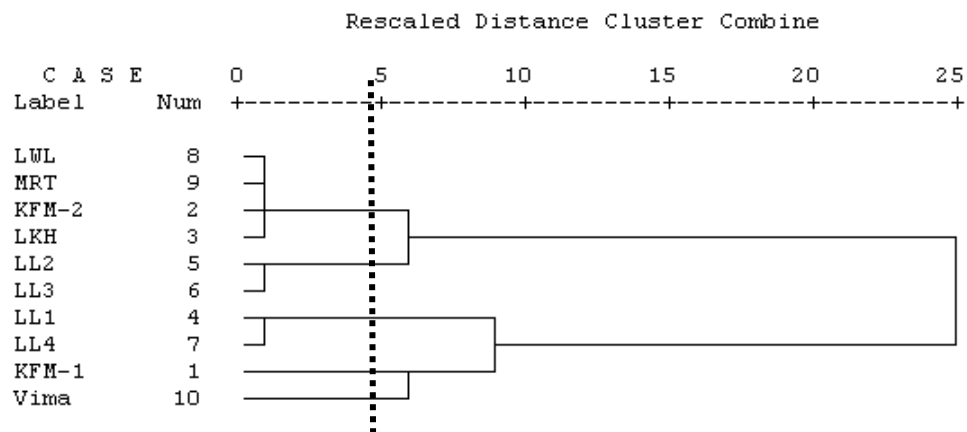 Rescaled Distance Cluster Combine
C A S E 0 5 10 15 20 25
Label Num +---------+---------+---------+---------+---------+
LWL 8
MRT 9
KFM-2 2
LKH 3
LL2 5
LL3 6
LL1 4
LL4 7
KFM-1 1
Vima 10